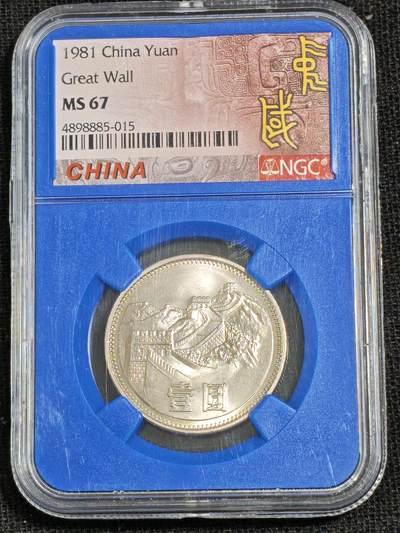 1981 China Yuan
Great Wall
MS 67
4898885-015
CHINA
NGC
壹圆